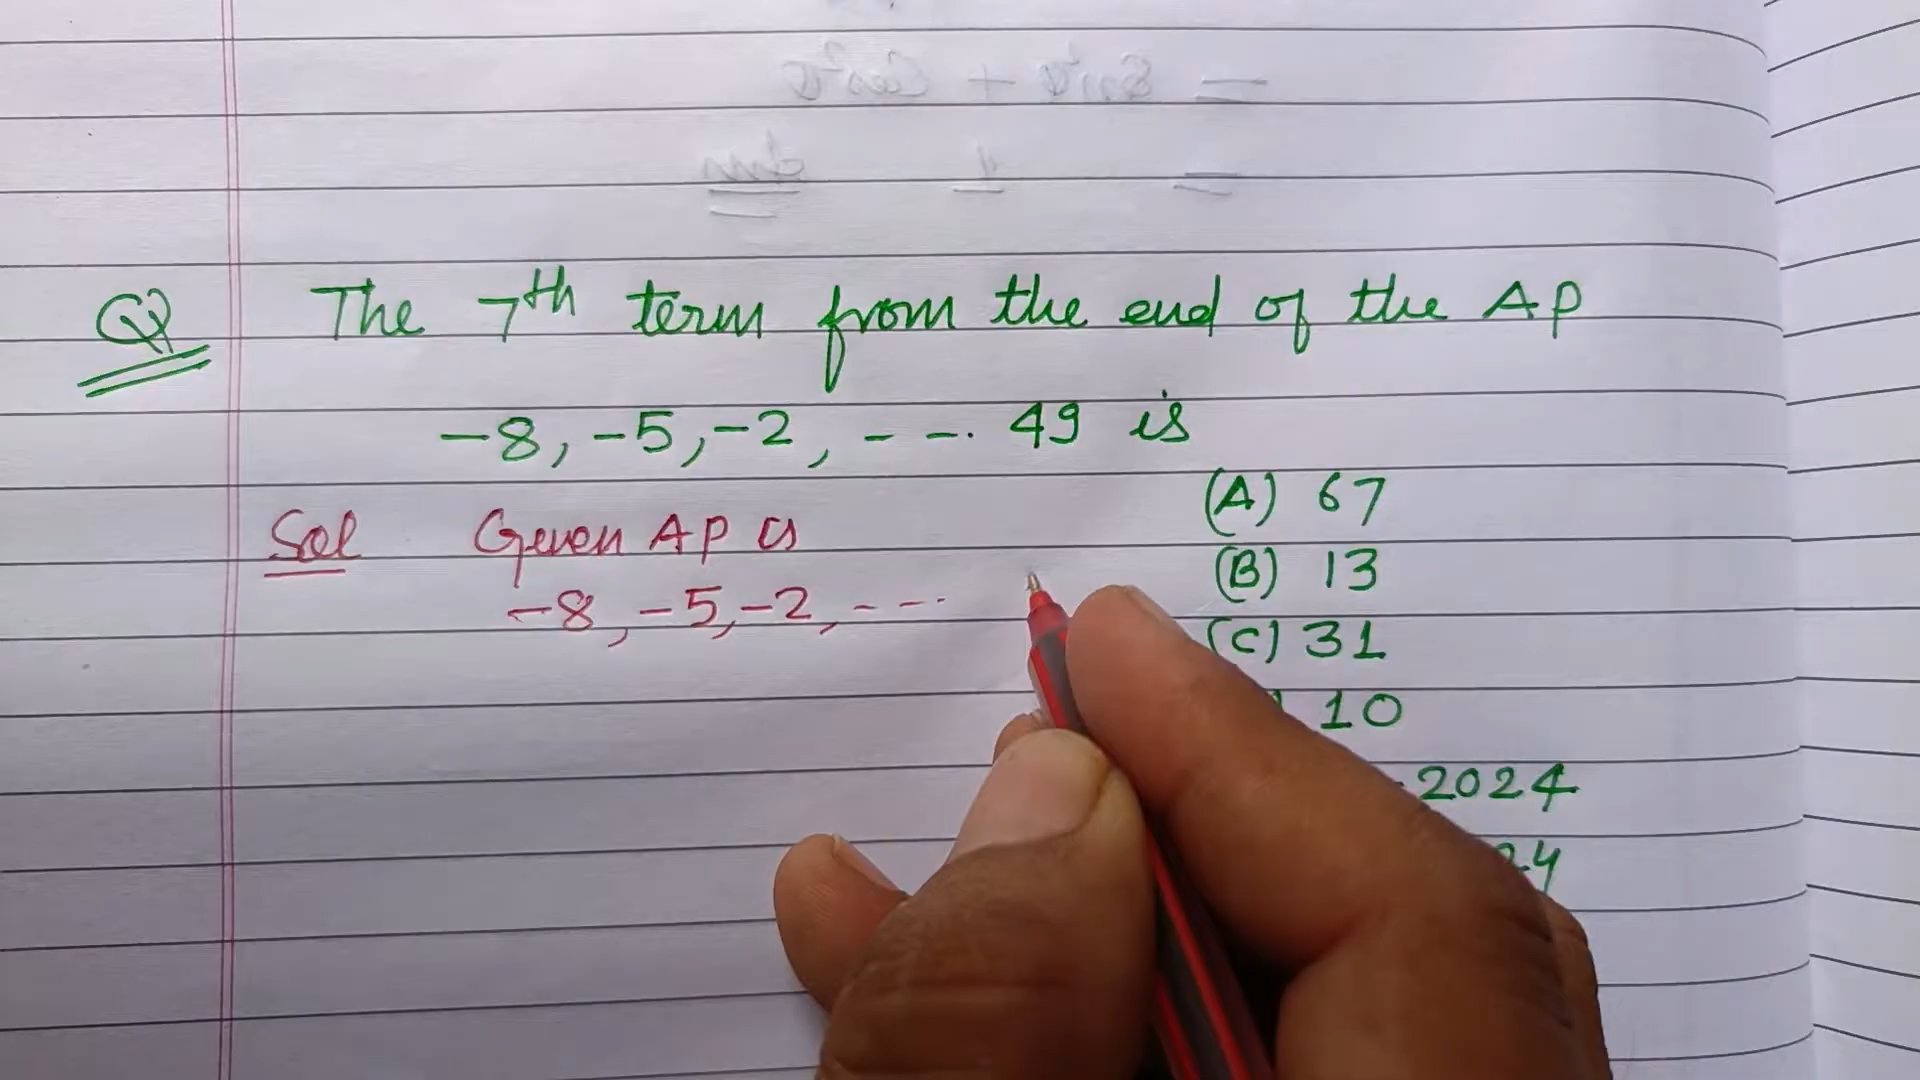 Q The 7th term from the end of the AP
-8, -5, -2, - -. 49 is
(A) 67
Sol Given AP is
(B) 13
-8, -5, -2, - - ..
(C) 31
10
-2024
24